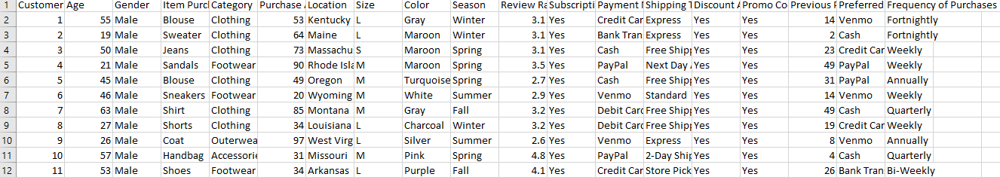 1 Customer Age Gender Item Purc Category Purchase Location Size Color Season Review Ra Subscripti Payment Shipping T Discount A Promo Co Previous Preferred Frequency of Purchases
2 1 55 Male Blouse Clothing 53 Kentucky L Gray Winter 3.1 Yes Credit Car Express Yes Yes 14 Venmo Fortnightly
3 2 19 Male Sweater Clothing 64 Maine L Maroon Winter 3.1 Yes Bank Tran Express Yes Yes 2 Cash Fortnightly
4 3 50 Male Jeans Clothing 73 Massachu S Maroon Spring 3.1 Yes Cash Free Ship Yes Yes 23 Credit Car Weekly
5 4 21 Male Sandals Footwear 90 Rhode Isla M Maroon Spring 3.5 Yes PayPal Next Day Yes Yes 49 PayPal Weekly
6 5 45 Male Blouse Clothing 49 Oregon M Turquoise Spring 2.7 Yes Cash Free Ship Yes Yes 31 PayPal Annually
7 6 46 Male Sneakers Footwear 20 Wyoming M White Summer 2.9 Yes Venmo Standard Yes Yes 14 Venmo Weekly
8 7 63 Male Shirt Clothing 85 Montana M Gray Fall 3.2 Yes Debit Card Free Ship Yes Yes 49 Cash Quarterly
9 8 27 Male Shorts Clothing 34 Louisiana L Charcoal Winter 3.2 Yes Debit Card Free Ship Yes Yes 19 Credit Car Weekly
10 9 26 Male Coat Outerwea 97 West Virg L Silver Summer 2.6 Yes Venmo Express Yes Yes 8 Venmo Annually
11 10 57 Male Handbag Accessorie 31 Missouri M Pink Spring 4.8 Yes PayPal 2-Day Ship Yes Yes 4 Cash Quarterly
12 11 53 Male Shoes Footwear 34 Arkansas L Purple Fall 4.1 Yes Credit Car Store Pick Yes Yes 26 Bank Tran Bi-Weekly